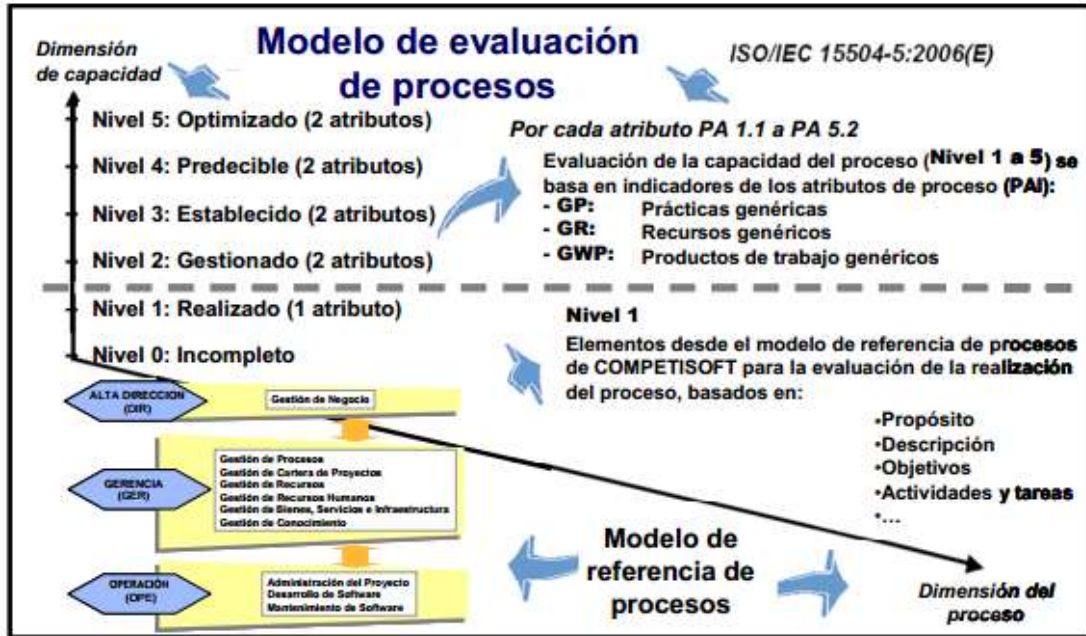 Dimensión
de capacidad
Modelo de evaluación
de procesos
ISO/IEC 15504-5:2006(E)
Nivel 5: Optimizado (2 atributos)
Nivel 4: Predecible (2 atributos)
Nivel 3: Establecido (2 atributos)
Nivel 2: Gestionado (2 atributos)
Nivel 1: Realizado (1 atributo)
Nivel 0: Incompleto
Por cada atributo PA 1.1 a PA 5.2
Evaluación de la capacidad del proceso (Nivel 1 a 5) se
basa en indicadores de los atributos de proceso (PAI):
- GP: Prácticas genéricas
- GR: Recursos genéricos
- GWP: Productos de trabajo genéricos
Nivel 1
Elementos desde el modelo de referencia de procesos
de COMPETISOFT para la evaluación de la realización
del proceso, basados en:
•Propósito
•Descripción
•Objetivos
•Actividades y tareas
•...
ALTA DIRECCION
(DIR)
Gestión de Negocio
GERENCIA
(GER)
Gestión de Procesos
Gestión de Cartera de Proyectos
Gestión de Recursos
Gestión de Recursos Humanos
Gestión de Bienes, Servicios e Infraestructura
Gestión de Conocimiento
OPERACIÓN
(OPE)
Administración del Proyecto
Desarrollo de Software
Mantenimiento de Software
Modelo de
referencia de
procesos
Dimensión del
proceso